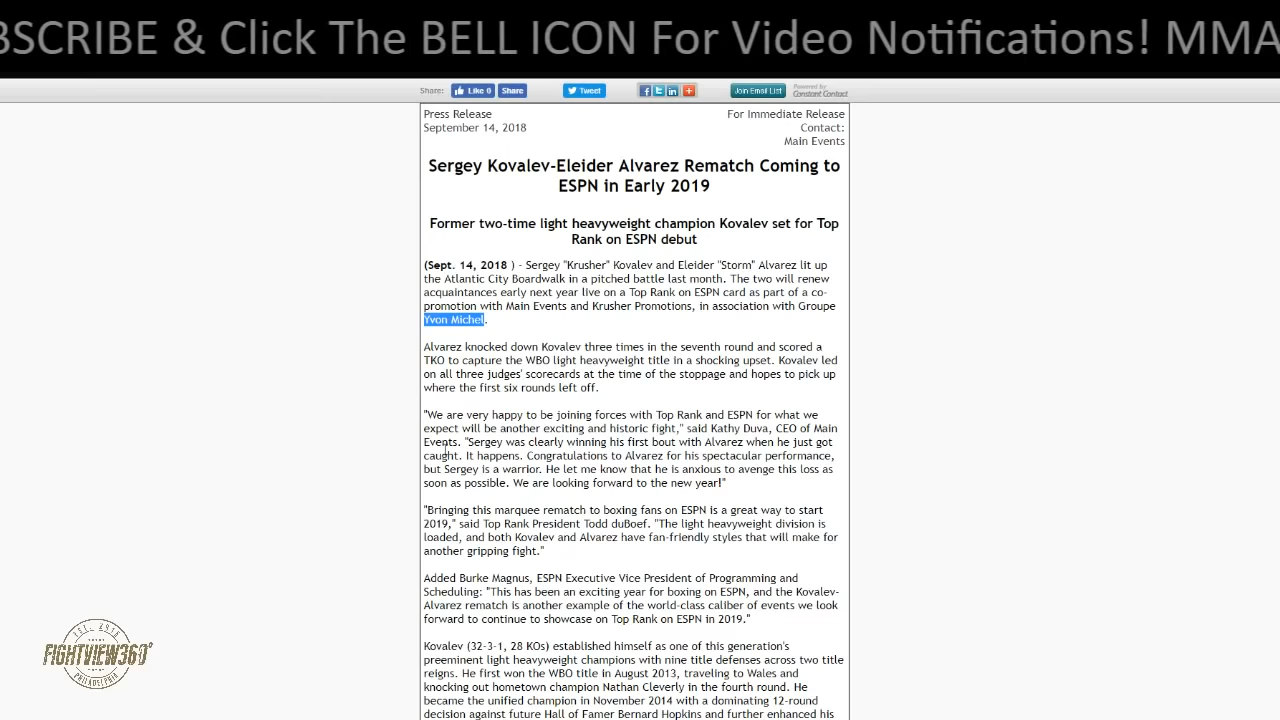 BSCRIBE & Click The BELL ICON For Video Notifications! MMA
Share: Like 0 Share Tweet Join Email List Powered by
Constant Contact
Press Release For Immediate Release
September 14, 2018 Contact:
Main Events
Sergey Kovalev-Eleider Alvarez Rematch Coming to
ESPN in Early 2019
Former two-time light heavyweight champion Kovalev set for Top
Rank on ESPN debut
(Sept. 14, 2018 ) - Sergey "Krusher" Kovalev and Eleider "Storm" Alvarez lit up
the Atlantic City Boardwalk in a pitched battle last month. The two will renew
acquaintances early next year live on a Top Rank on ESPN card as part of a co-
promotion with Main Events and Krusher Promotions, in association with Groupe
Yvon Michel.
Alvarez knocked down Kovalev three times in the seventh round and scored a
TKO to capture the WBO light heavyweight title in a shocking upset. Kovalev led
on all three judges' scorecards at the time of the stoppage and hopes to pick up
where the first six rounds left off.
"We are very happy to be joining forces with Top Rank and ESPN for what we
expect will be another exciting and historic fight," said Kathy Duva, CEO of Main
Events. "Sergey was clearly winning his first bout with Alvarez when he just got
caught. It happens. Congratulations to Alvarez for his spectacular performance,
but Sergey is a warrior. He let me know that he is anxious to avenge this loss as
soon as possible. We are looking forward to the new year!"
"Bringing this marquee rematch to boxing fans on ESPN is a great way to start
2019," said Top Rank President Todd duBoef. "The light heavyweight division is
loaded, and both Kovalev and Alvarez have fan-friendly styles that will make for
another gripping fight."
Added Burke Magnus, ESPN Executive Vice President of Programming and
Scheduling: "This has been an exciting year for boxing on ESPN, and the Kovalev-
Alvarez rematch is another example of the world-class caliber of events we look
forward to continue to showcase on Top Rank on ESPN in 2019."
Kovalev (32-3-1, 28 KOs) established himself as one of this generation's
preeminent light heavyweight champions with nine title defenses across two title
reigns. He first won the WBO title in August 2013, traveling to Wales and
knocking out hometown champion Nathan Cleverly in the fourth round. He
became the unified champion in November 2014 with a dominating 12-round
decision against future Hall of Famer Bernard Hopkins and further enhanced his
FIGHTVIEW360°
PHILADELPHIA